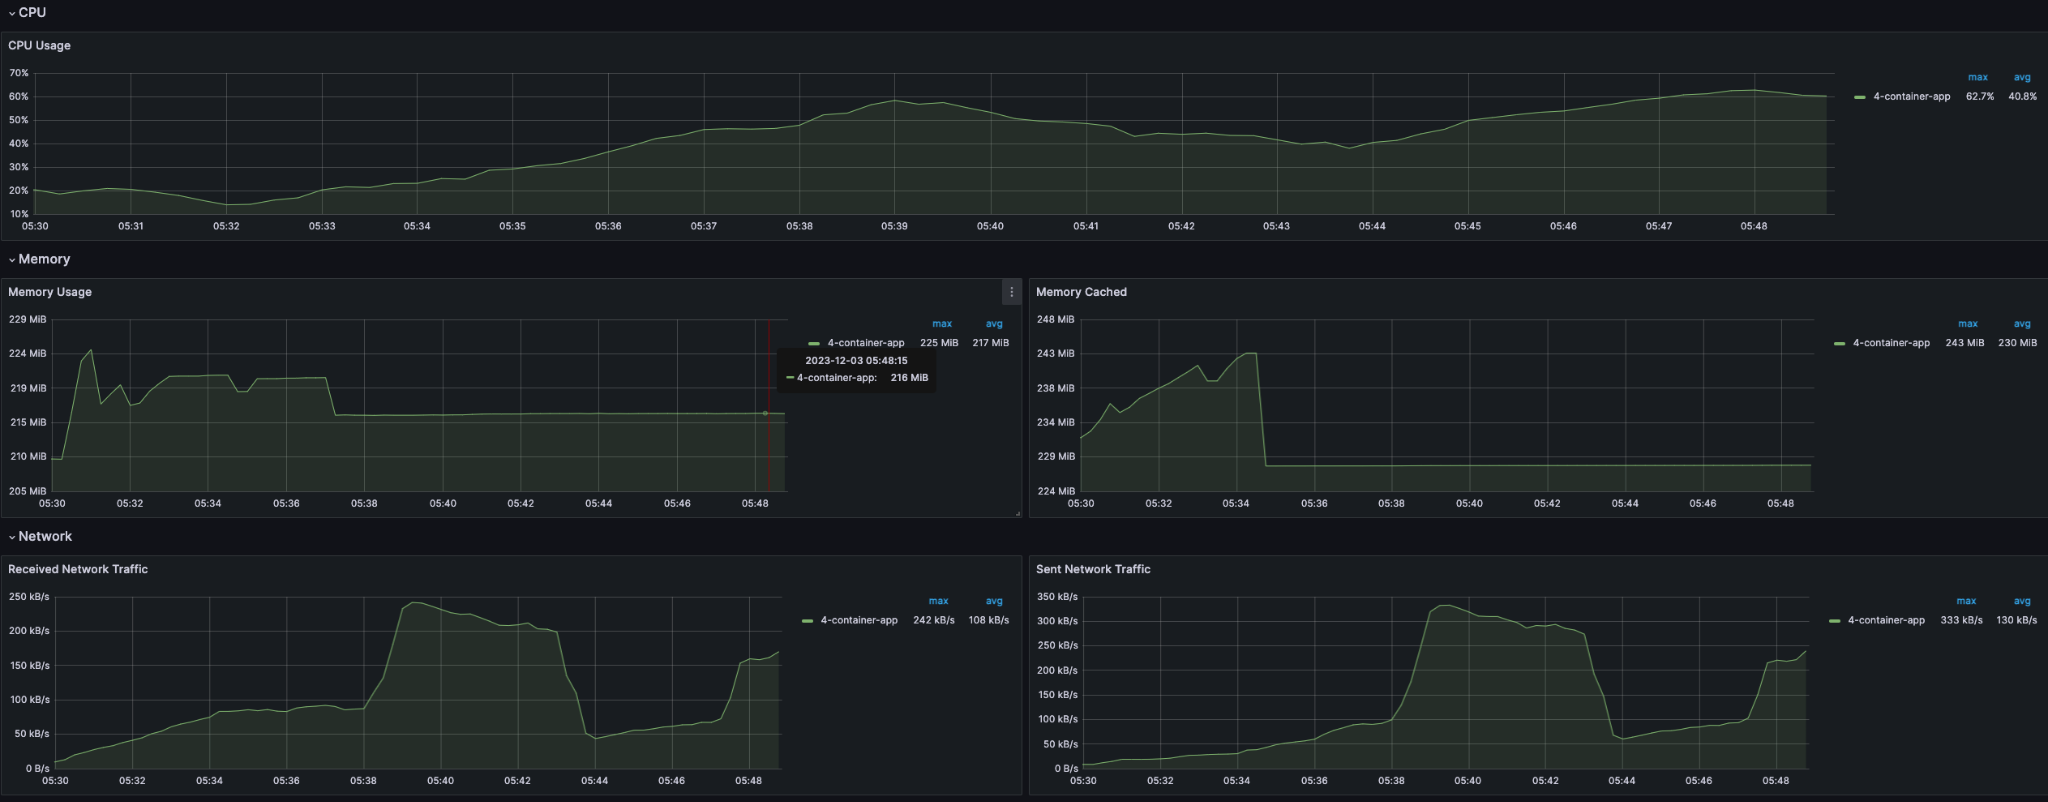 CPU
CPU Usage
70%
60%
50%
40%
30%
20%
10%
05:30 05:31 05:32 05:33 05:34 05:35 05:36 05:37 05:38 05:39 05:40 05:41 05:42 05:43 05:44 05:45 05:46 05:47 05:48
max avg
4-container-app 62.7% 40.8%
Memory
Memory Usage
229 MiB
224 MiB
219 MiB
215 MiB
210 MiB
205 MiB
05:30 05:32 05:34 05:36 05:38 05:40 05:42 05:44 05:46 05:48
max avg
4-container-app 225 MiB 217 MiB
2023-12-03 05:48:15
4-container-app: 216 MiB
Memory Cached
248 MiB
243 MiB
238 MiB
234 MiB
229 MiB
224 MiB
05:30 05:32 05:34 05:36 05:38 05:40 05:42 05:44 05:46 05:48
max avg
4-container-app 243 MiB 230 MiB
Network
Received Network Traffic
250 kB/s
200 kB/s
150 kB/s
100 kB/s
50 kB/s
0 B/s
05:30 05:32 05:34 05:36 05:38 05:40 05:42 05:44 05:46 05:48
max avg
4-container-app 242 kB/s 108 kB/s
Sent Network Traffic
350 kB/s
300 kB/s
250 kB/s
200 kB/s
150 kB/s
100 kB/s
50 kB/s
0 B/s
05:30 05:32 05:34 05:36 05:38 05:40 05:42 05:44 05:46 05:48
max avg
4-container-app 333 kB/s 130 kB/s